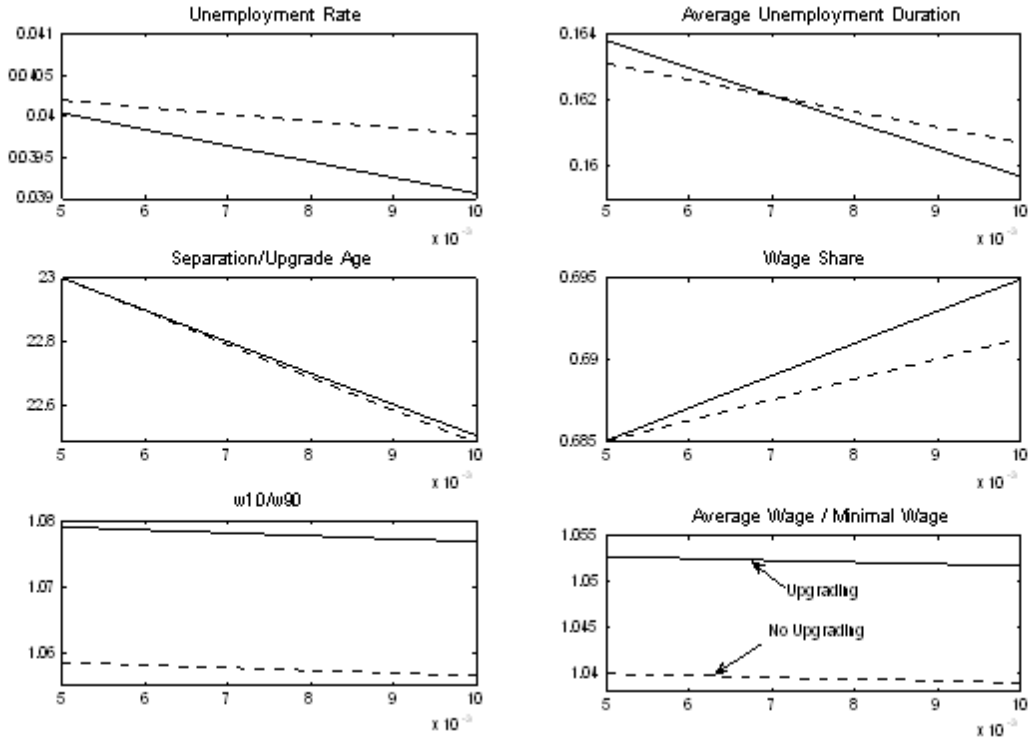 Unemployment Rate
0.041
0.0405
0.04
0.0395
0.039
5 6 7 8 9 10
x 10⁻³
Average Unemployment Duration
0.164
0.162
0.16
5 6 7 8 9 10
x 10⁻³
Separation/Upgrade Age
23
22.8
22.6
5 6 7 8 9 10
x 10⁻³
Wage Share
0.695
0.69
0.685
5 6 7 8 9 10
x 10⁻³
w10/w90
1.08
1.07
1.06
5 6 7 8 9 10
x 10⁻³
Average Wage / Minimal Wage
1.055
1.05
1.045
1.04
Upgrading
No Upgrading
5 6 7 8 9 10
x 10⁻³